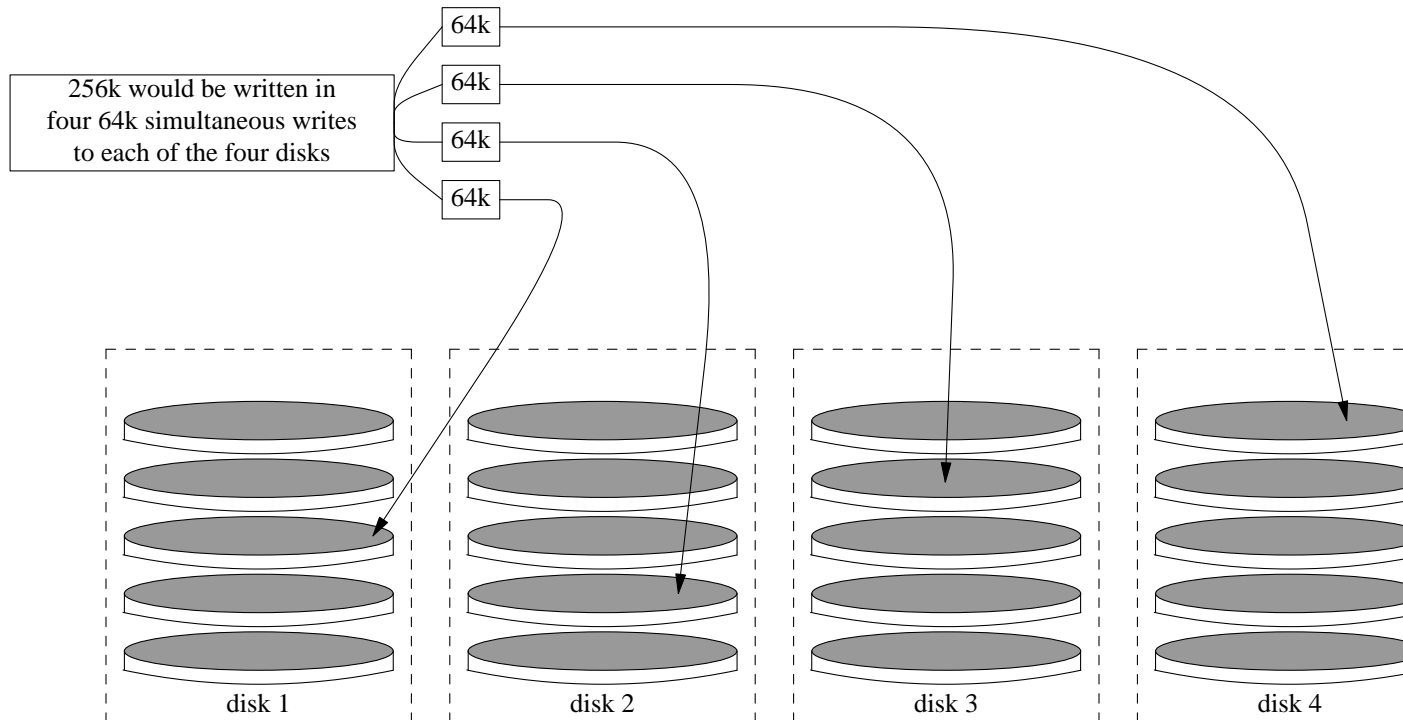 64k
64k
64k
64k
256k would be written in
four 64k simultaneous writes
to each of the four disks
disk 1
disk 2
disk 3
disk 4